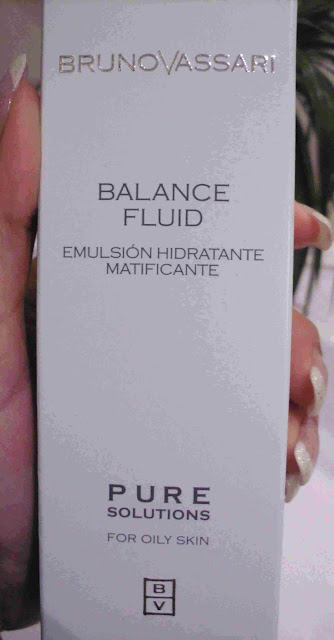 BRUNOVASSARI
BALANCE
FLUID
EMULSIÓN HIDRATANTE
MATIFICANTE
PURE
SOLUTIONS
FOR OILY SKIN
B
V